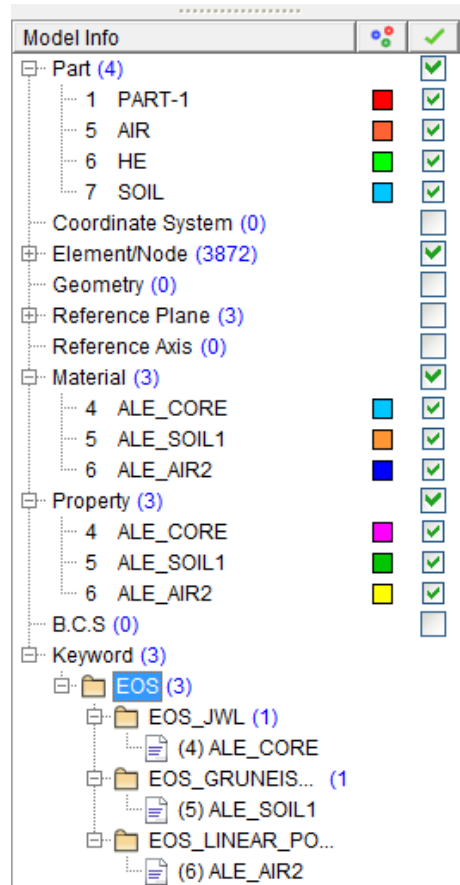 Model Info
Part (4)
1 PART-1
5 AIR
6 HE
7 SOIL
Coordinate System (0)
Element/Node (3872)
Geometry (0)
Reference Plane (3)
Reference Axis (0)
Material (3)
4 ALE_CORE
5 ALE_SOIL1
6 ALE_AIR2
Property (3)
4 ALE_CORE
5 ALE_SOIL1
6 ALE_AIR2
B.C.S (0)
Keyword (3)
EOS (3)
EOS_JWL (1)
(4) ALE_CORE
EOS_GRUNEIS... (1
(5) ALE_SOIL1
EOS_LINEAR_PO...
(6) ALE_AIR2